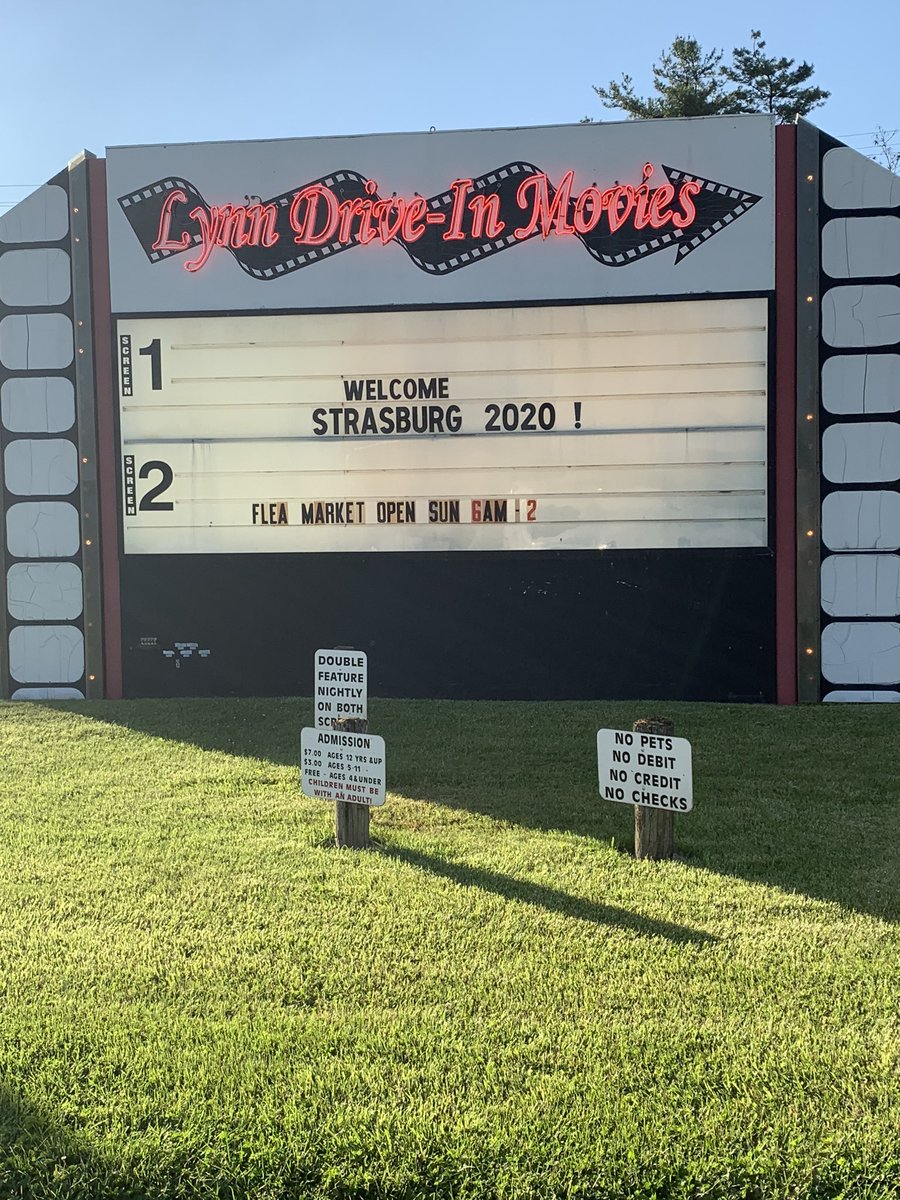 Lynn Drive-In Movies
SCREEN 1
WELCOME
STRASBURG 2020 !
SCREEN 2
FLEA MARKET OPEN SUN 6AM - 2
DOUBLE
FEATURE
NIGHTLY
ON BOTH
ADMISSION
$7.00 AGES 12 YRS &UP
$3.00 AGES 5-11 -
FREE - AGES 4 & UNDER
CHILDREN MUST BE
WITH AN ADULT!
NO PETS
NO DEBIT
NO CREDIT
NO CHECKS